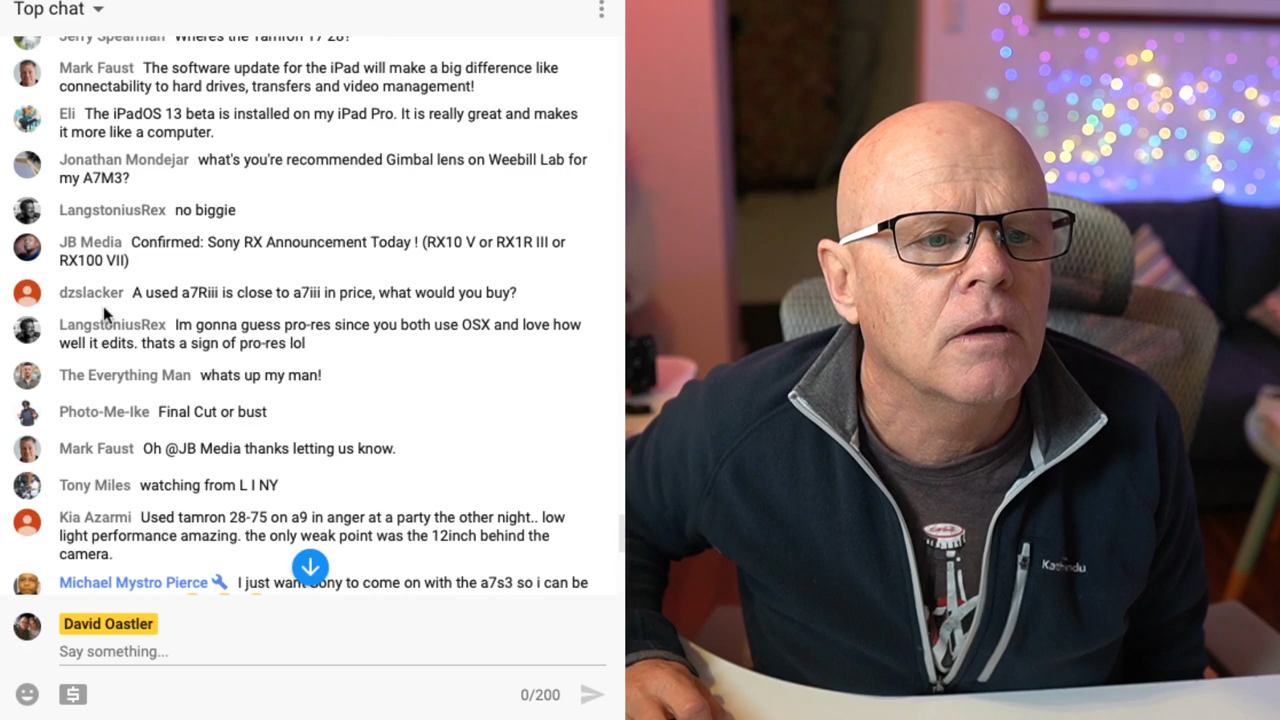 Top chat
Jerry Spearman Where's the Tamron 17 28?
Mark Faust The software update for the iPad will make a big difference like
connectability to hard drives, transfers and video management!
Eli The iPadOS 13 beta is installed on my iPad Pro. It is really great and makes
it more like a computer.
Jonathan Mondejar what's you're recommended Gimbal lens on Weebill Lab for
my A7M3?
LangstoniusRex no biggie
JB Media Confirmed: Sony RX Announcement Today ! (RX10 V or RX1R III or
RX100 VII)
dzslacker A used a7Riii is close to a7iii in price, what would you buy?
LangstoniusRex Im gonna guess pro-res since you both use OSX and love how
well it edits. thats a sign of pro-res lol
The Everything Man whats up my man!
Photo-Me-Ike Final Cut or bust
Mark Faust Oh @JB Media thanks letting us know.
Tony Miles watching from L I NY
Kia Azarmi Used tamron 28-75 on a9 in anger at a party the other night.. low
light performance amazing. the only weak point was the 12inch behind the
camera.
Michael Mystro Pierce I just want Sony to come on with the a7s3 so i can be
David Oastler
Say something...
0/200